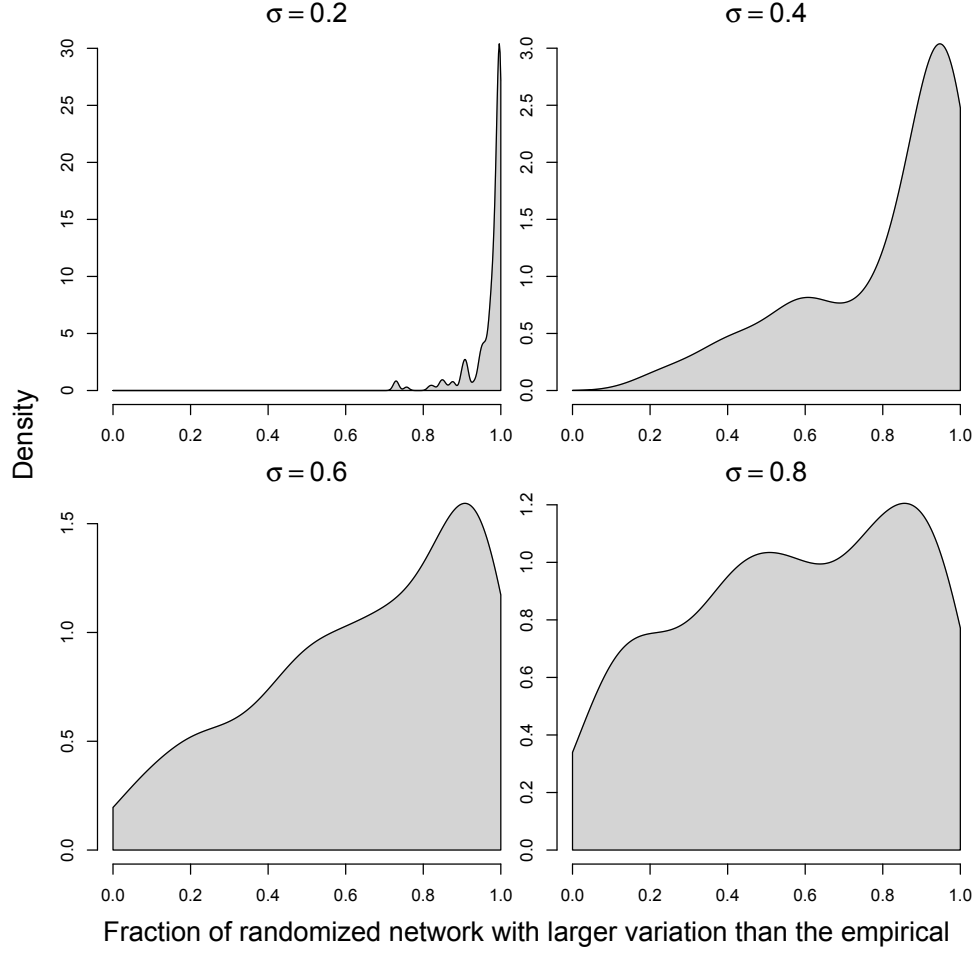 σ = 0.2
σ = 0.4
30
25
20
15
10
5
0
0.0 0.2 0.4 0.6 0.8 1.0
3.0
2.5
2.0
1.5
1.0
0.5
0.0
0.0 0.2 0.4 0.6 0.8 1.0
Density
σ = 0.6
σ = 0.8
1.5
1.0
0.5
0.0
0.0 0.2 0.4 0.6 0.8 1.0
1.2
1.0
0.8
0.6
0.4
0.2
0.0
0.0 0.2 0.4 0.6 0.8 1.0
Fraction of randomized network with larger variation than the empirical